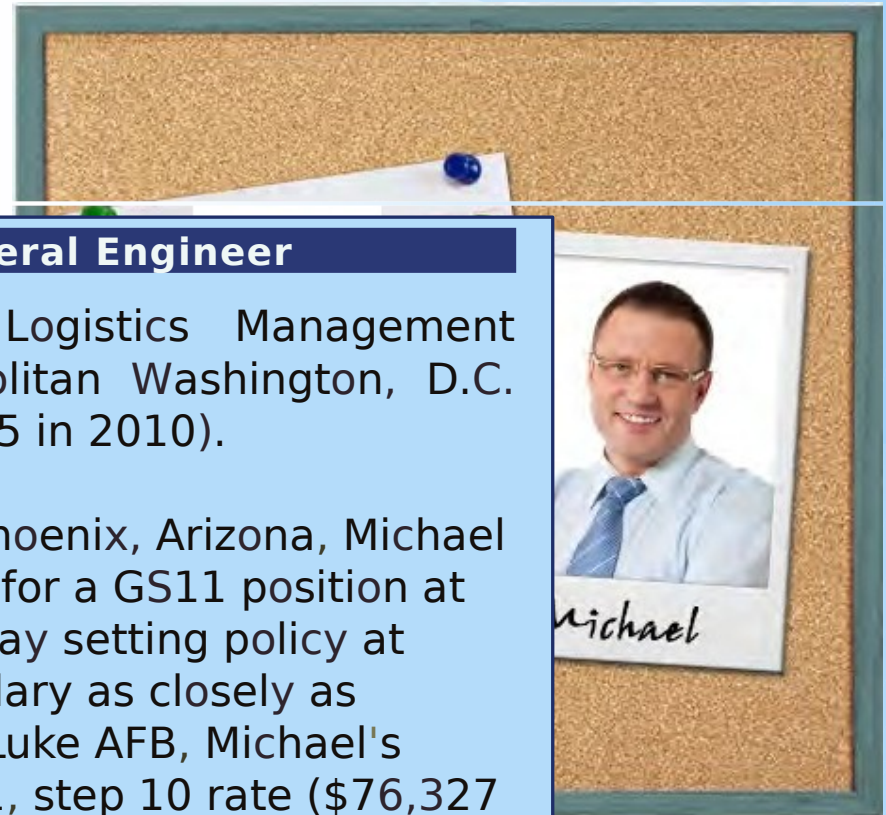 eral Engineer
Logistics Management
olitan Washington, D.C.
5 in 2010).
hoenix, Arizona, Michael
for a GS11 position at
ay setting policy at
lary as closely as
Luke AFB, Michael's
, step 10 rate ($76,327
Michael